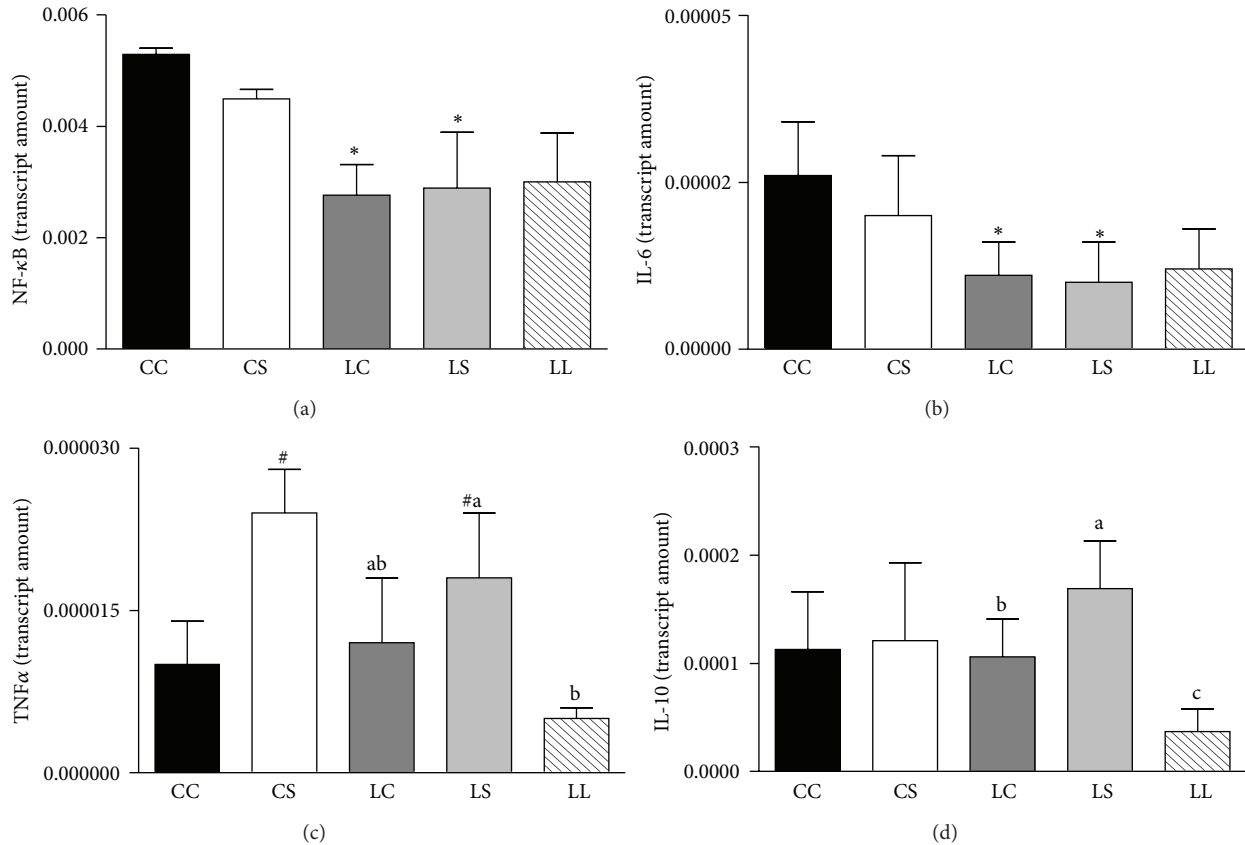 NF-κB (transcript amount)
0.006
0.004
0.002
0.000
*
*
CC
CS
LC
LS
LL
(a)
IL-6 (transcript amount)
0.00005
0.00002
0.00000
*
*
CC
CS
LC
LS
LL
(b)
TNFα (transcript amount)
0.000030
0.000015
0.000000
#
ab
#a
b
CC
CS
LC
LS
LL
(c)
IL-10 (transcript amount)
0.0003
0.0002
0.0001
0.0000
b
a
c
CC
CS
LC
LS
LL
(d)